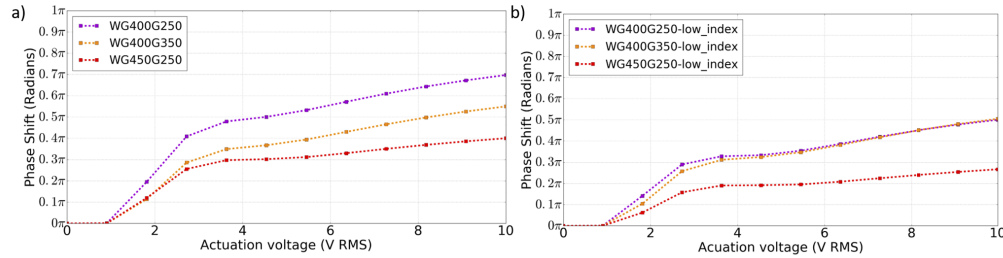 a)
1π
0.9π
0.8π
0.7π
0.6π
0.5π
0.4π
0.3π
0.2π
0.1π
0π
Phase Shift (Radians)
WG400G250
WG400G350
WG450G250
0 2 4 6 8 10
Actuation voltage (V RMS)
b)
1π
0.9π
0.8π
0.7π
0.6π
0.5π
0.4π
0.3π
0.2π
0.1π
0π
Phase Shift (Radians)
WG400G250-low_index
WG400G350-low_index
WG450G250-low_index
0 2 4 6 8 10
Acuation voltage (V RMS)